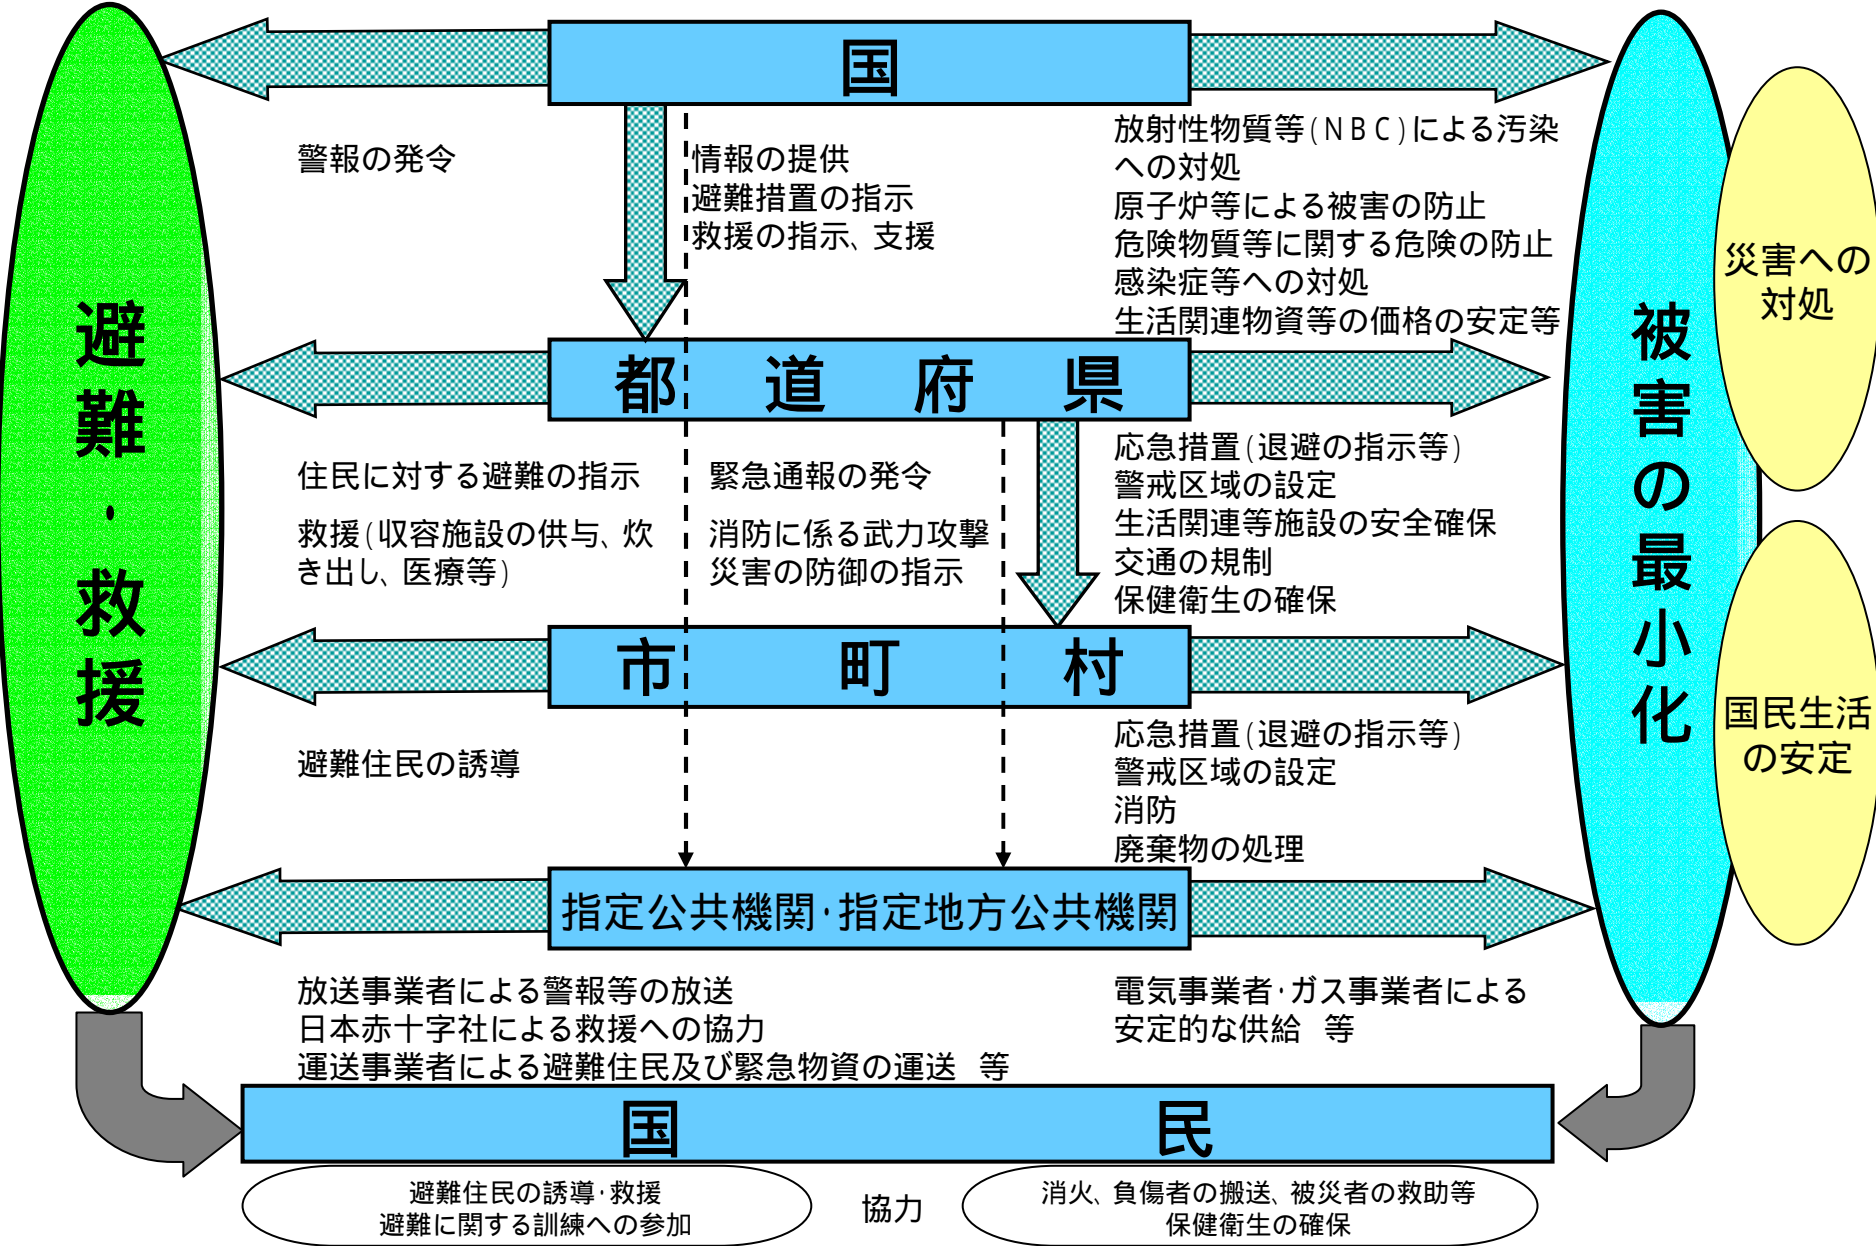 国
警報の発令
情報の提供
避難措置の指示
救援の指示、支援
放射性物質等(NBC)による汚染
への対処
原子炉等による被害の防止
危険物質等に関する危険の防止
感染症等への対処
生活関連物資等の価格の安定等
避難・救援
被害の最小化
災害への
対処
国民生活
の安定
都道府県
住民に対する避難の指示
救援(収容施設の供与、炊
き出し、医療等)
緊急通報の発令
消防に係る武力攻撃
災害の防御の指示
応急措置(退避の指示等)
警戒区域の設定
生活関連等施設の安全確保
交通の規制
保健衛生の確保
市町村
避難住民の誘導
応急措置(退避の指示等)
警戒区域の設定
消防
廃棄物の処理
指定公共機関・指定地方公共機関
放送事業者による警報等の放送
日本赤十字社による救援への協力
運送事業者による避難住民及び緊急物資の運送 等
電気事業者・ガス事業者による
安定的な供給 等
国民
避難住民の誘導・救援
避難に関する訓練への参加
協力
消火、負傷者の搬送、被災者の救助等
保健衛生の確保